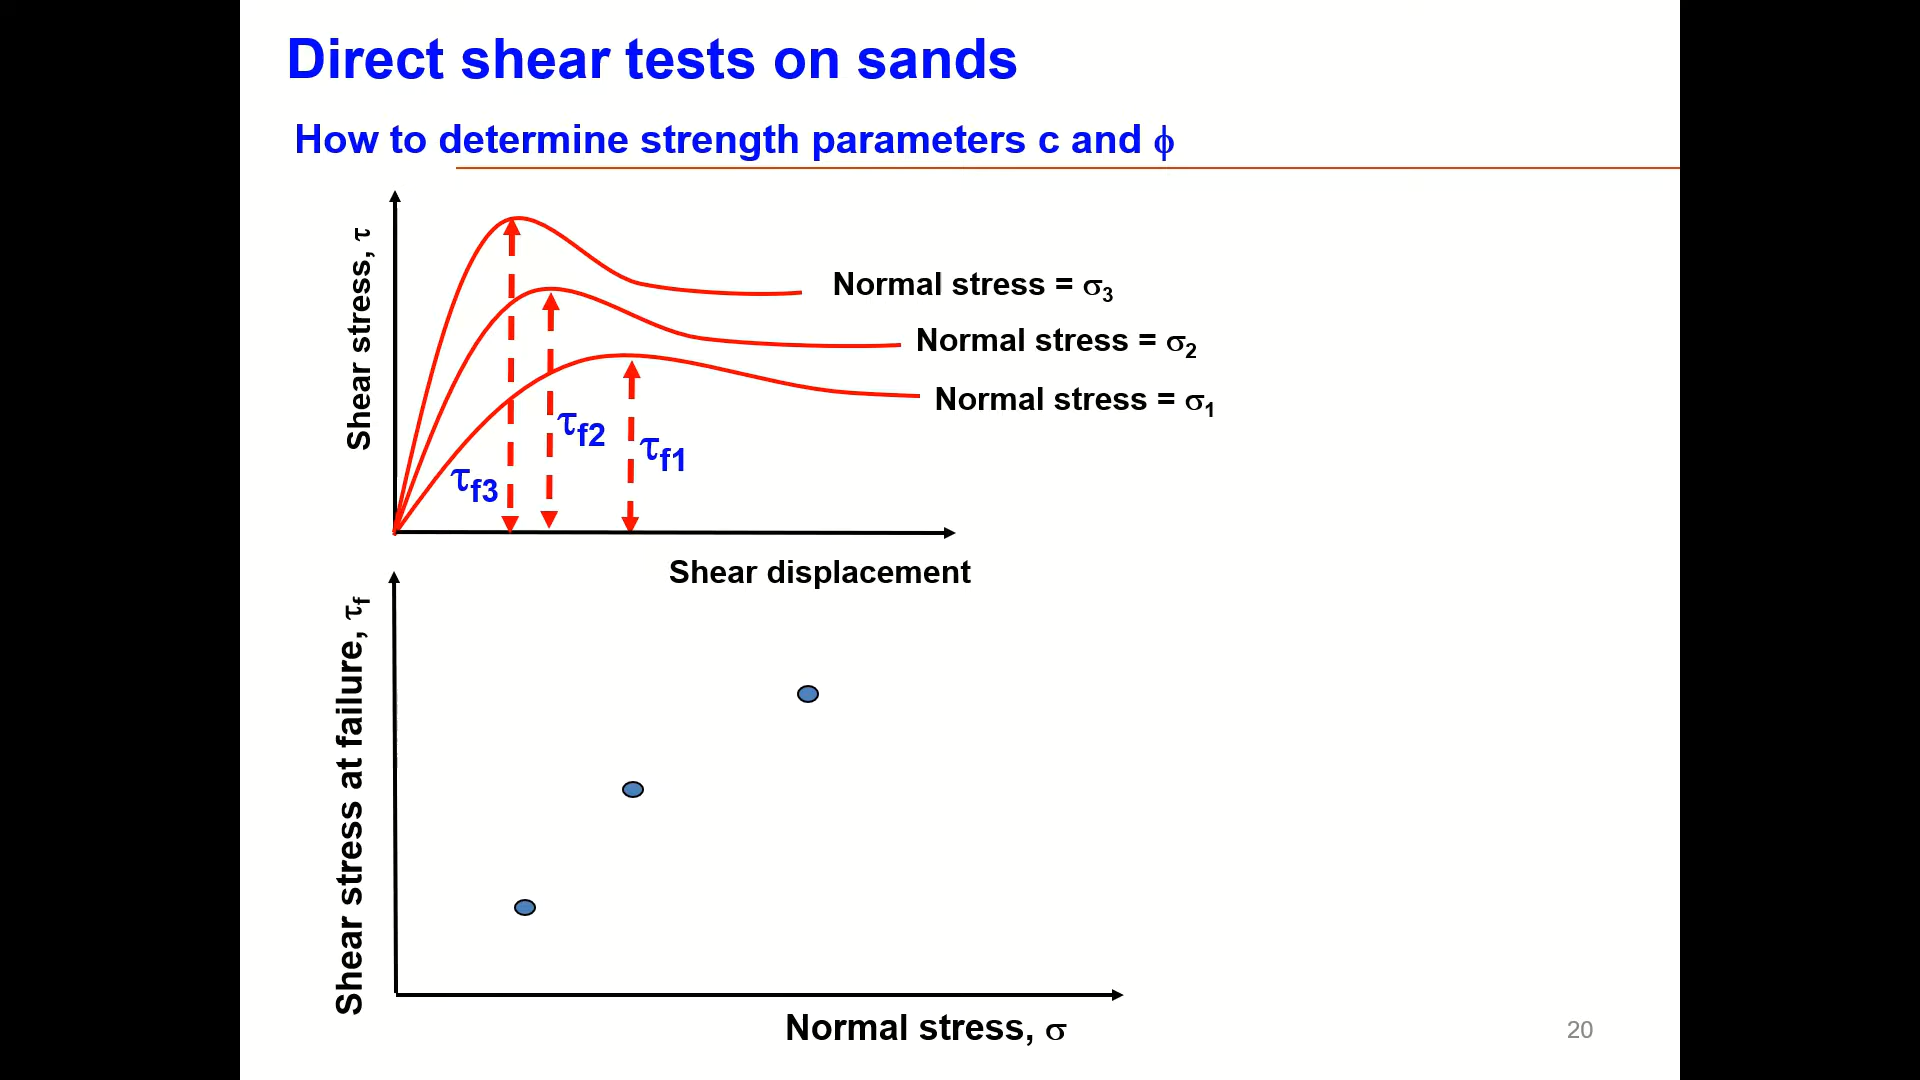 Direct shear tests on sands
How to determine strength parameters c and ϕ
Shear stress, τ
Normal stress = σ3
Normal stress = σ2
Normal stress = σ1
τf2
τf1
τf3
Shear displacement
Shear stress at failure, τf
Normal stress, σ
20